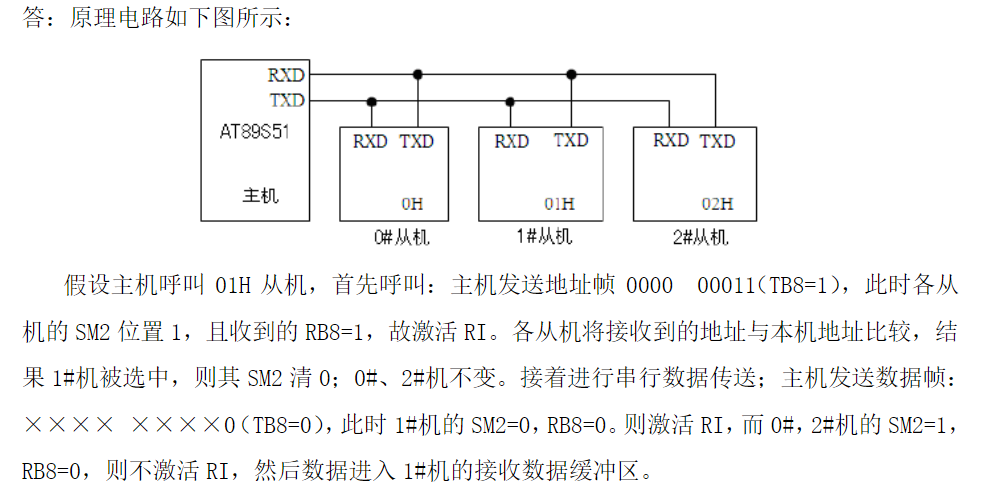 答：原理电路如下图所示：
RXD
TXD
AT89S51
主机
RXD TXD
RXD TXD
RXD TXD
0H
01H
02H
0#从机
1#从机
2#从机
假设主机呼叫 01H 从机，首先呼叫：主机发送地址帧 0000 00011(TB8=1)，此时各从
机的 SM2 位置 1，且收到的 RB8=1，故激活 RI。各从机将接收到的地址与本机地址比较，结
果 1#机被选中，则其 SM2 清 0；0#、2#机不变。接着进行串行数据传送；主机发送数据帧：
×××× ××××0(TB8=0)，此时 1#机的 SM2=0，RB8=0。则激活 RI，而 0#，2#机的 SM2=1，
RB8=0，则不激活 RI，然后数据进入 1#机的接收数据缓冲区。